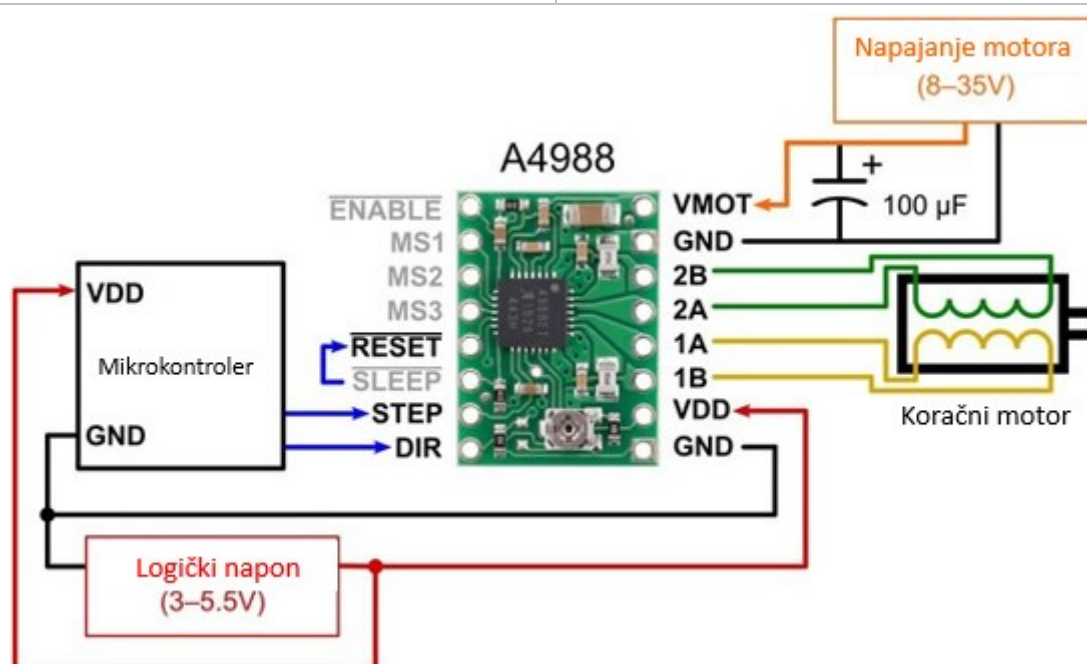 Napajanje motora
(8–35V)
A4988
ENABLE
MS1
MS2
MS3
RESET
SLEEP
STEP
DIR
VMOT
GND
2B
2A
1A
1B
VDD
GND
+
100 µF
VDD
Mikrokontroler
GND
Koračni motor
Logički napon
(3–5.5V)